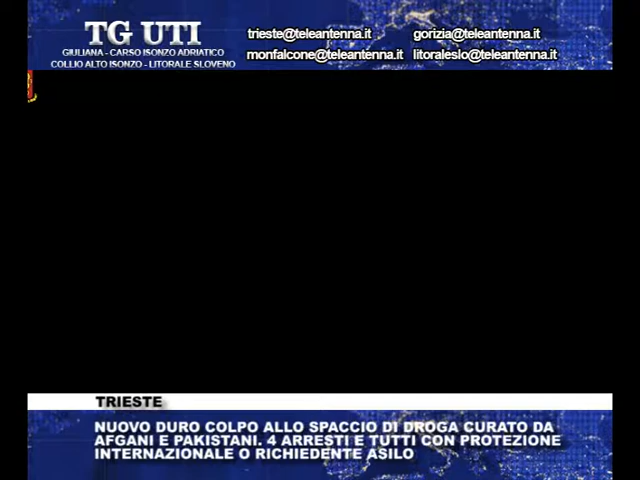 TG UTI
GIULIANA - CARSO ISONZO ADRIATICO
COLLIO ALTO ISONZO - LITORALE SLOVENO
trieste@teleantenna.it gorizia@teleantenna.it
monfalcone@teleantenna.it litoraleslo@teleantenna.it
TRIESTE
NUOVO DURO COLPO ALLO SPACCIO DI DROGA CURATO DA
AFGANI E PAKISTANI. 4 ARRESTI E TUTTI CON PROTEZIONE
INTERNAZIONALE O RICHIEDENTE ASILO